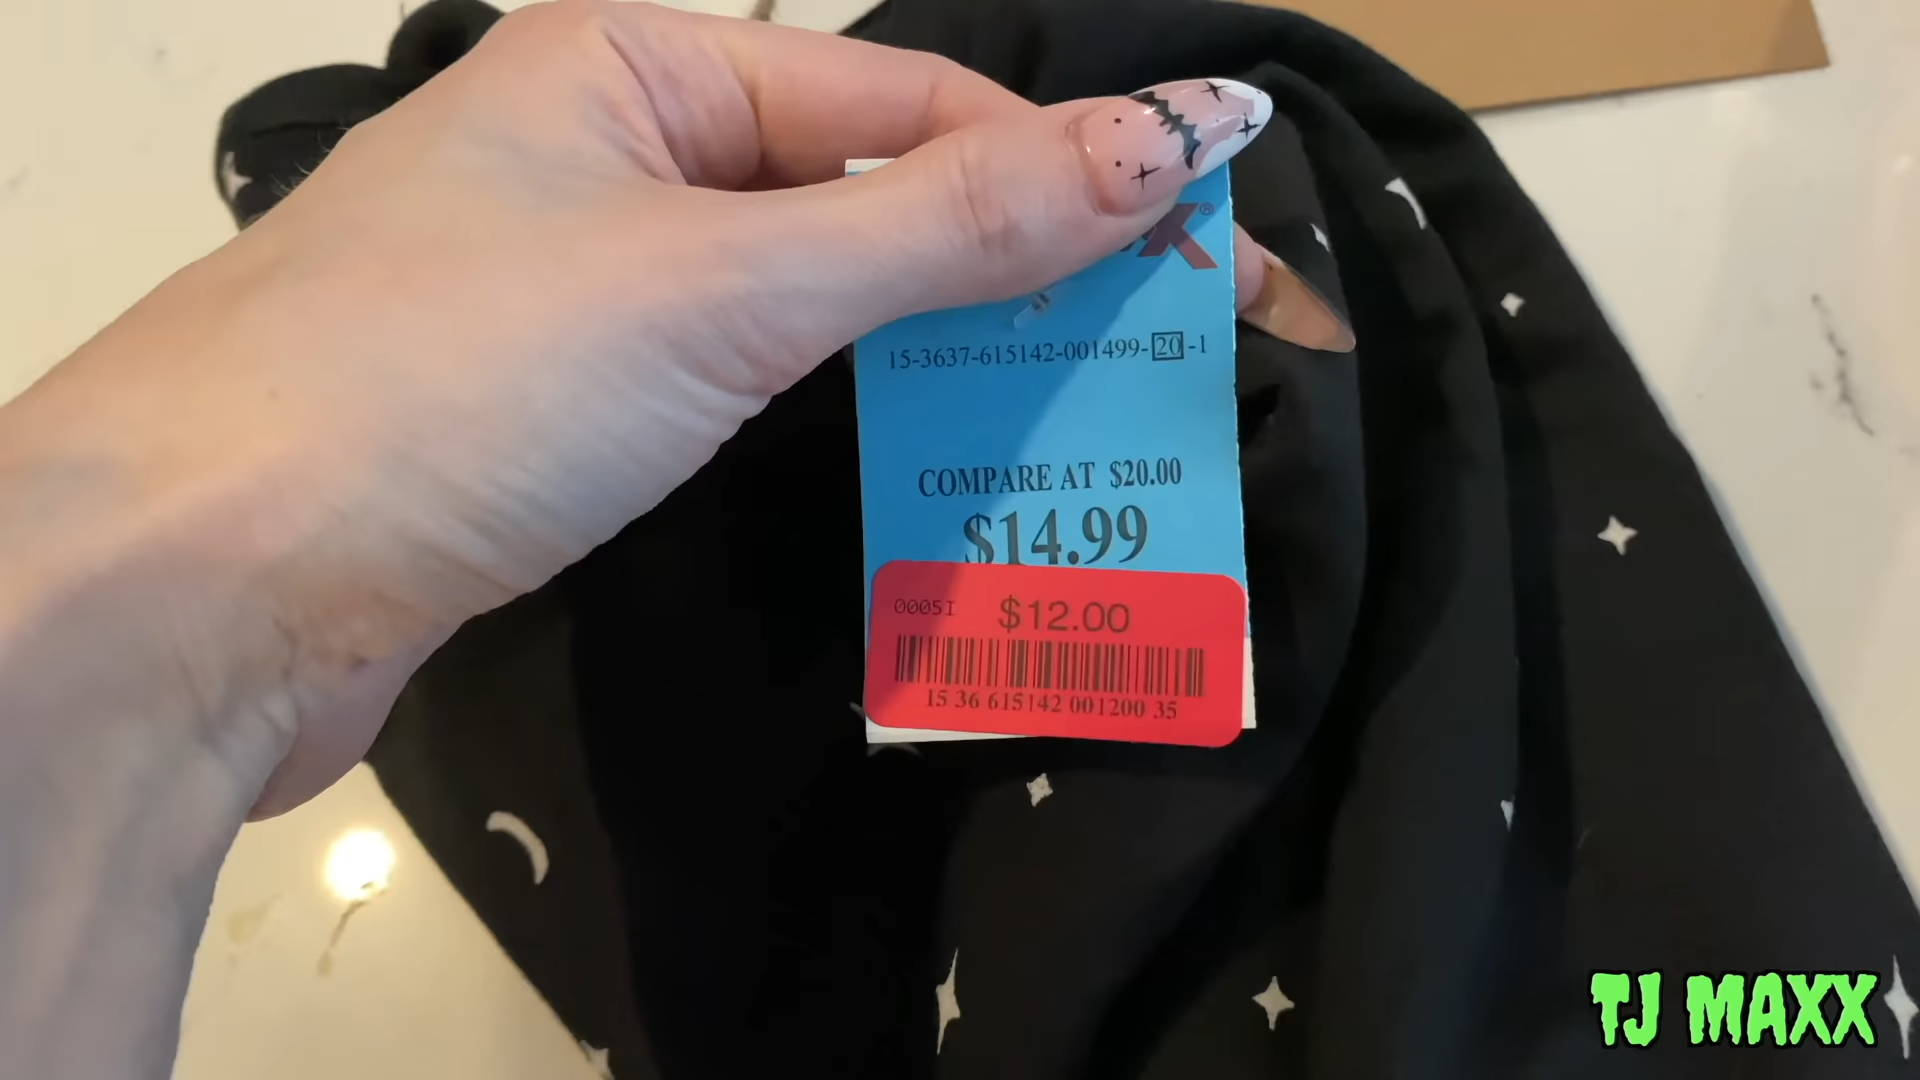 X®
15-3637-615142-001499-20-1
COMPARE AT $20.00
$14.99
0005I $12.00
15 36 615142 001200 35
TJ MAXX